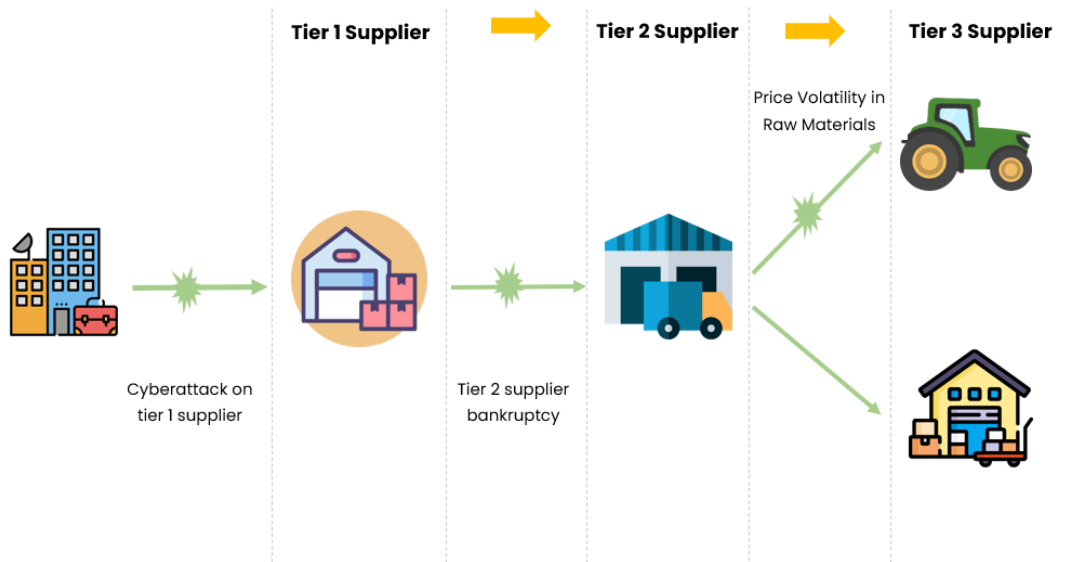 Tier 1 Supplier
Tier 2 Supplier
Tier 3 Supplier
Price Volatility in
Raw Materials
Cyberattack on
tier 1 supplier
Tier 2 supplier
bankruptcy